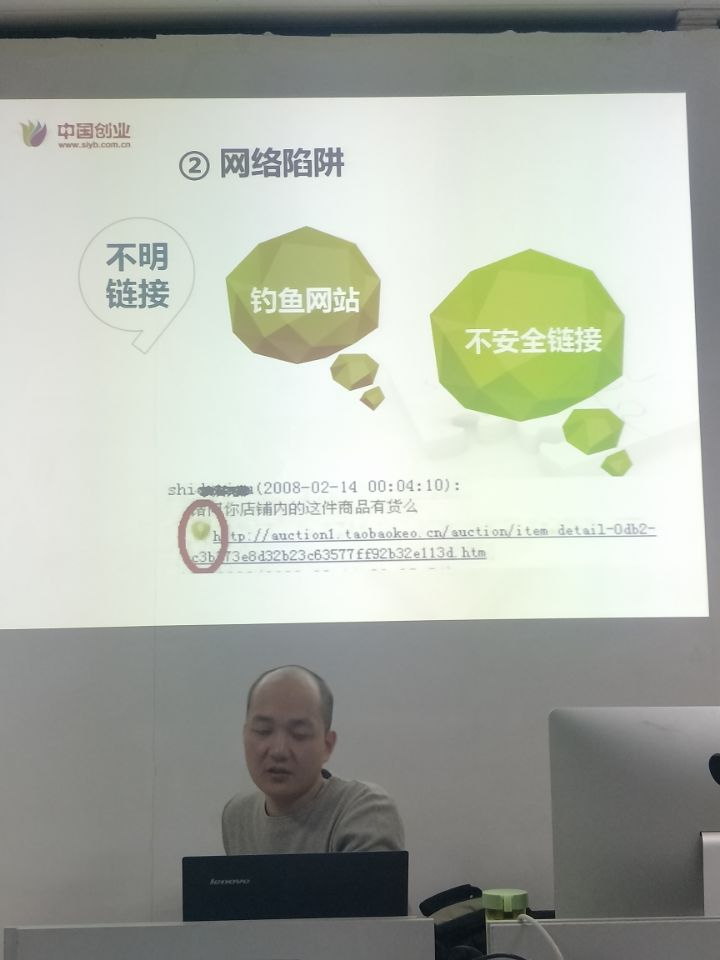 中国创业
www.siyb.com.cn
② 网络陷阱
不明
链接
钓鱼网站
不安全链接
(2008-02-14 00:04:10):
你店铺内的这件商品有货么
http://auction1.taobaokeo.cn/auction/item_detail-0db2-
c3b373e8d32b23c63577ff92b32e113d.htm
lenovo